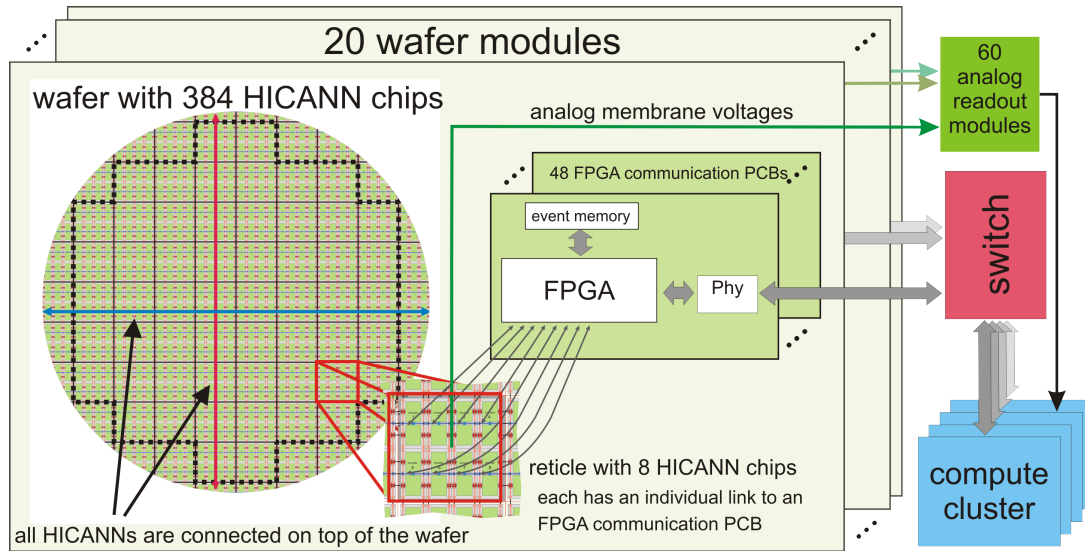 20 wafer modules
wafer with 384 HICANN chips
analog membrane voltages
60
analog
readout
modules
48 FPGA communication PCBs
event memory
FPGA
Phy
switch
reticle with 8 HICANN chips
each has an individual link to an
FPGA communication PCB
all HICANNs are connected on top of the wafer
compute
cluster